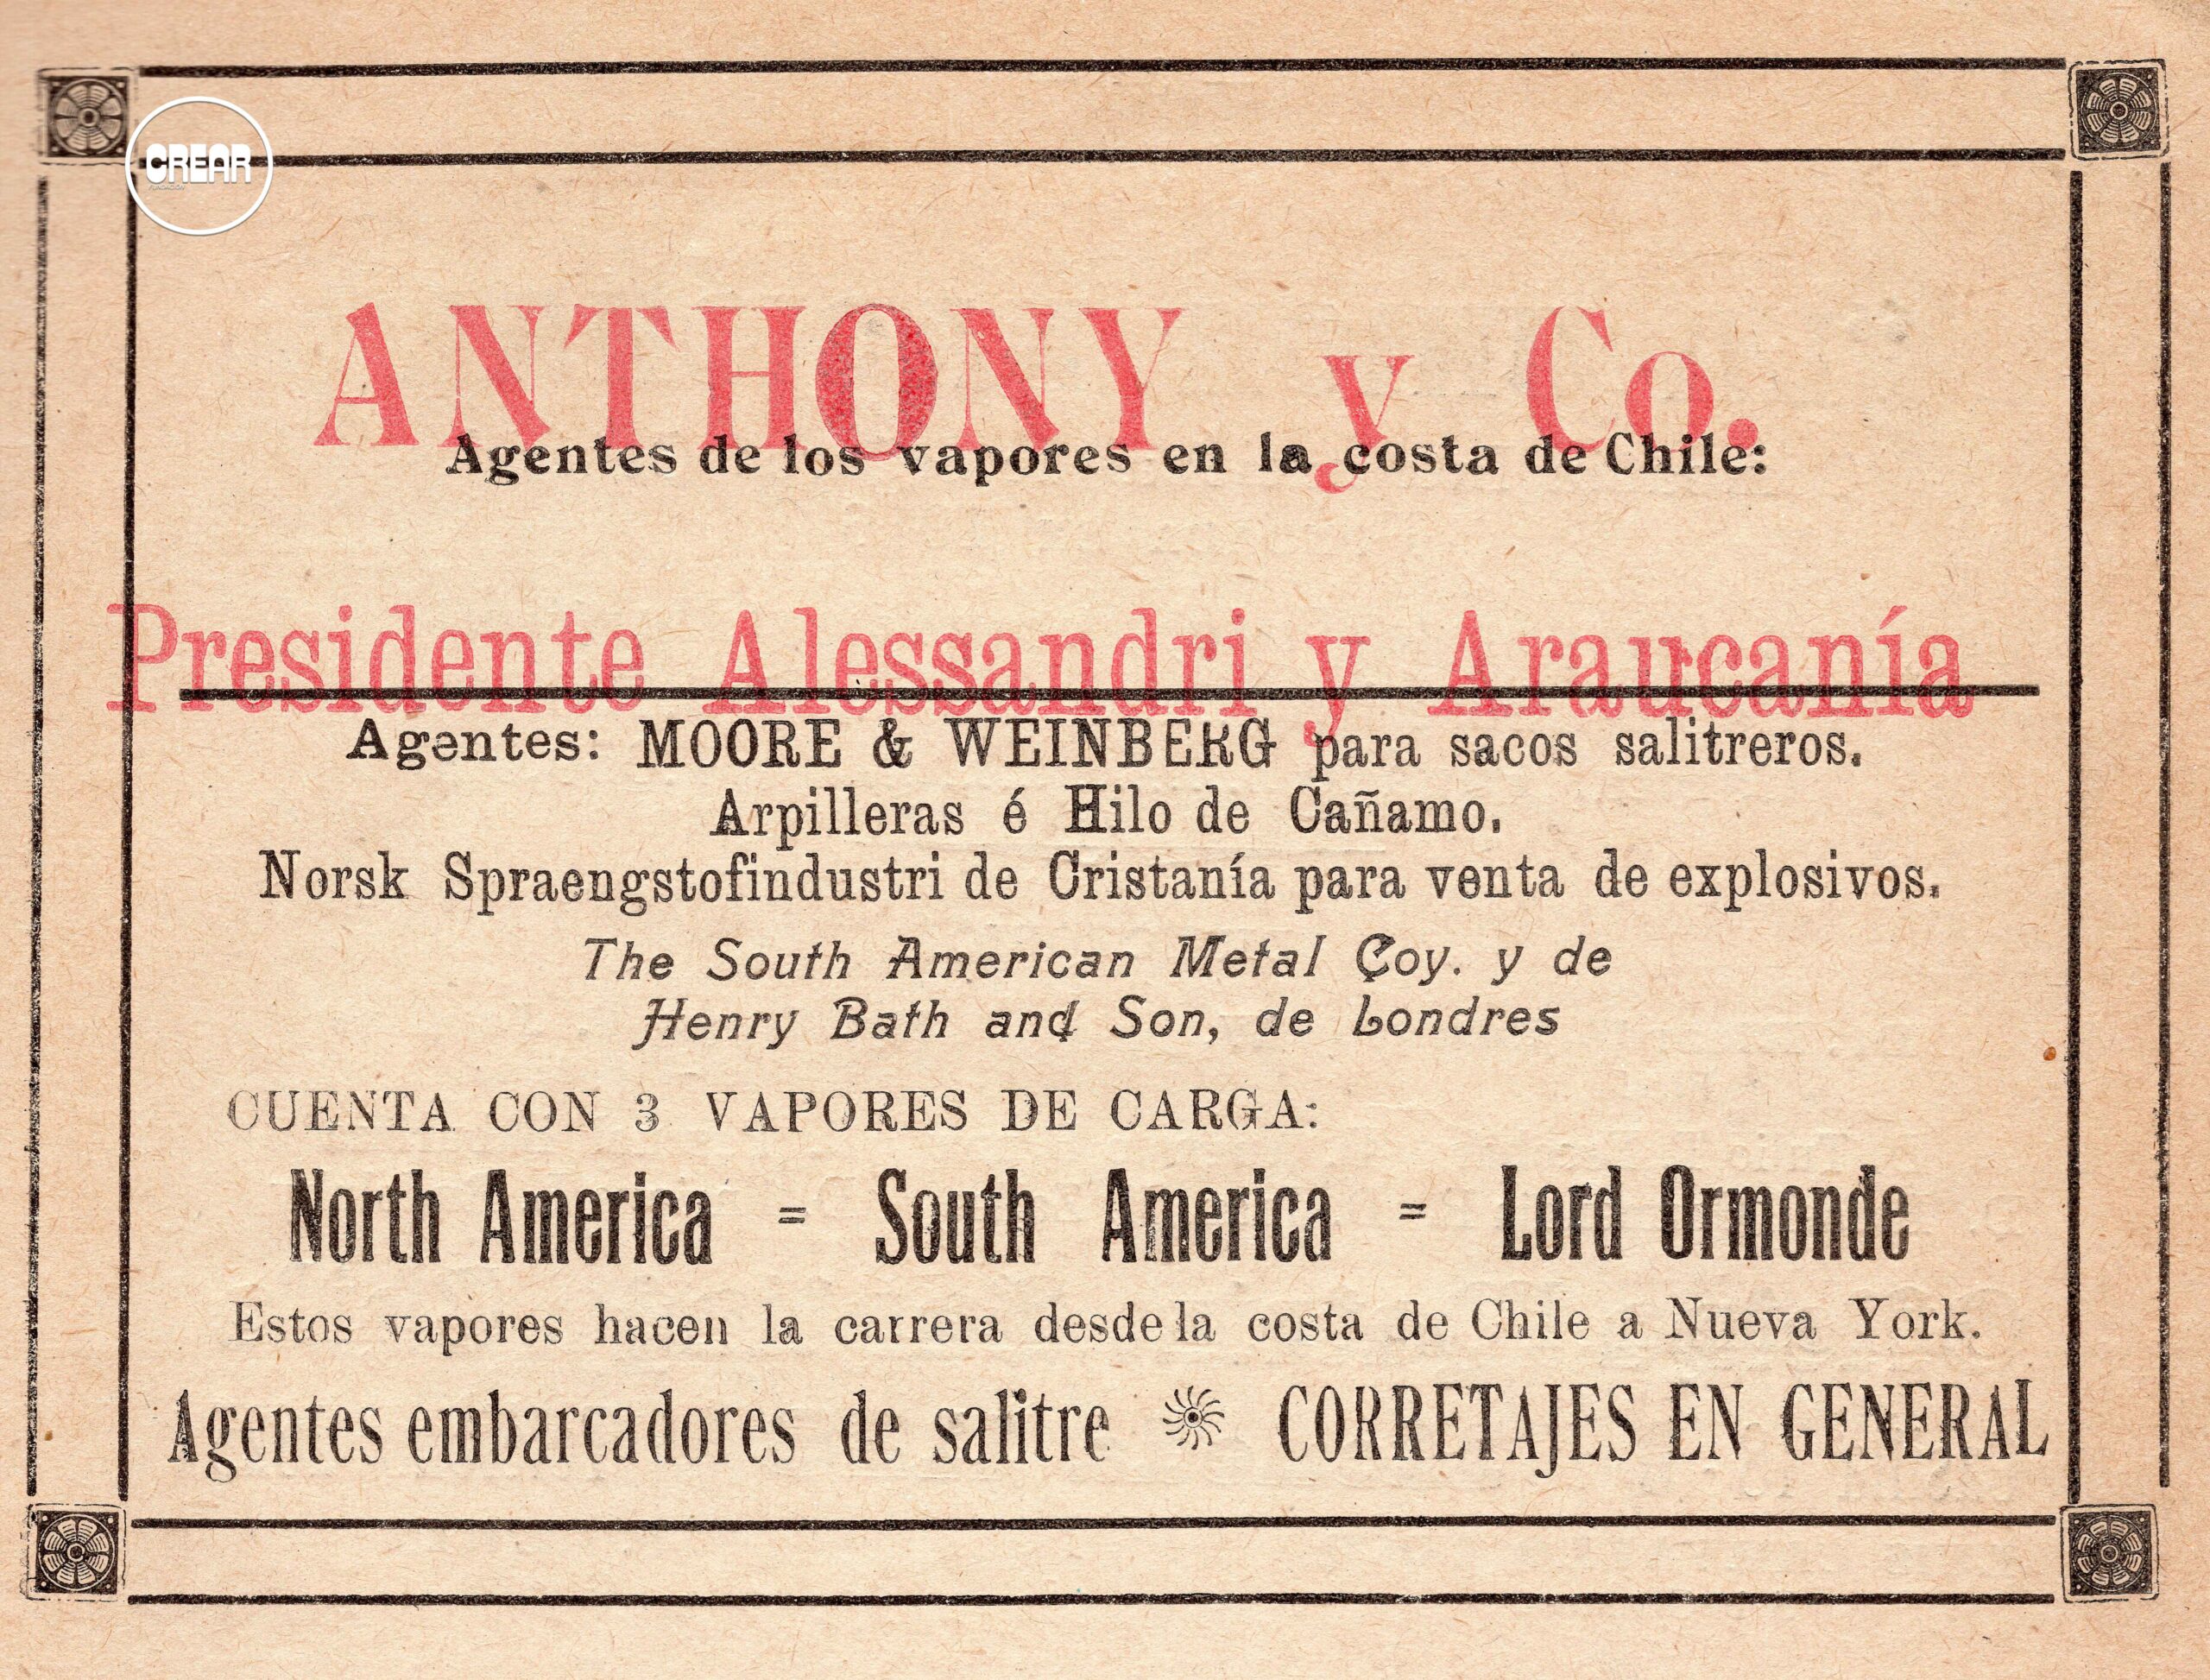 CREAR
ANTHONY y Co.
Agentes de los vapores en la costa de Chile:
Presidente Alessandri y Araucanía
Agentes: MOORE & WEINBERG para sacos salitreros.
Arpilleras é Hilo de Cañamo.
Norsk Spraengstofindustri de Cristanía para venta de explosivos.
The South American Metal Coy. y de
Henry Bath and Son, de Londres
CUENTA CON 3 VAPORES DE CARGA:
North America = South America = Lord Ormonde
Estos vapores hacen la carrera desde la costa de Chile a Nueva York.
Agentes embarcadores de salitre CORRETAJES EN GENERAL